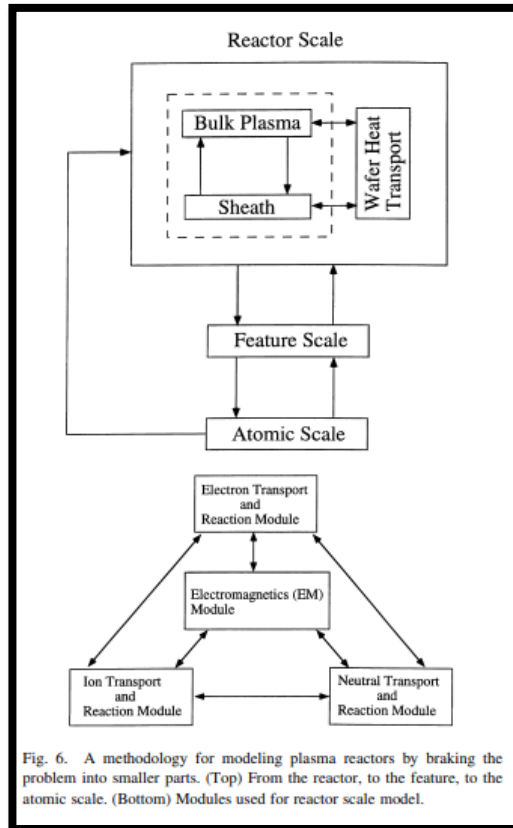 Reactor Scale
Bulk Plasma
Sheath
Wafer Heat
Transport
Feature Scale
Atomic Scale
Electron Transport
and
Reaction Module
Electromagnetics (EM)
Module
Ion Transport
and
Reaction Module
Neutral Transport
and
Reaction Module
Fig. 6. A methodology for modeling plasma reactors by braking the
problem into smaller parts. (Top) From the reactor, to the feature, to the
atomic scale. (Bottom) Modules used for reactor scale model.